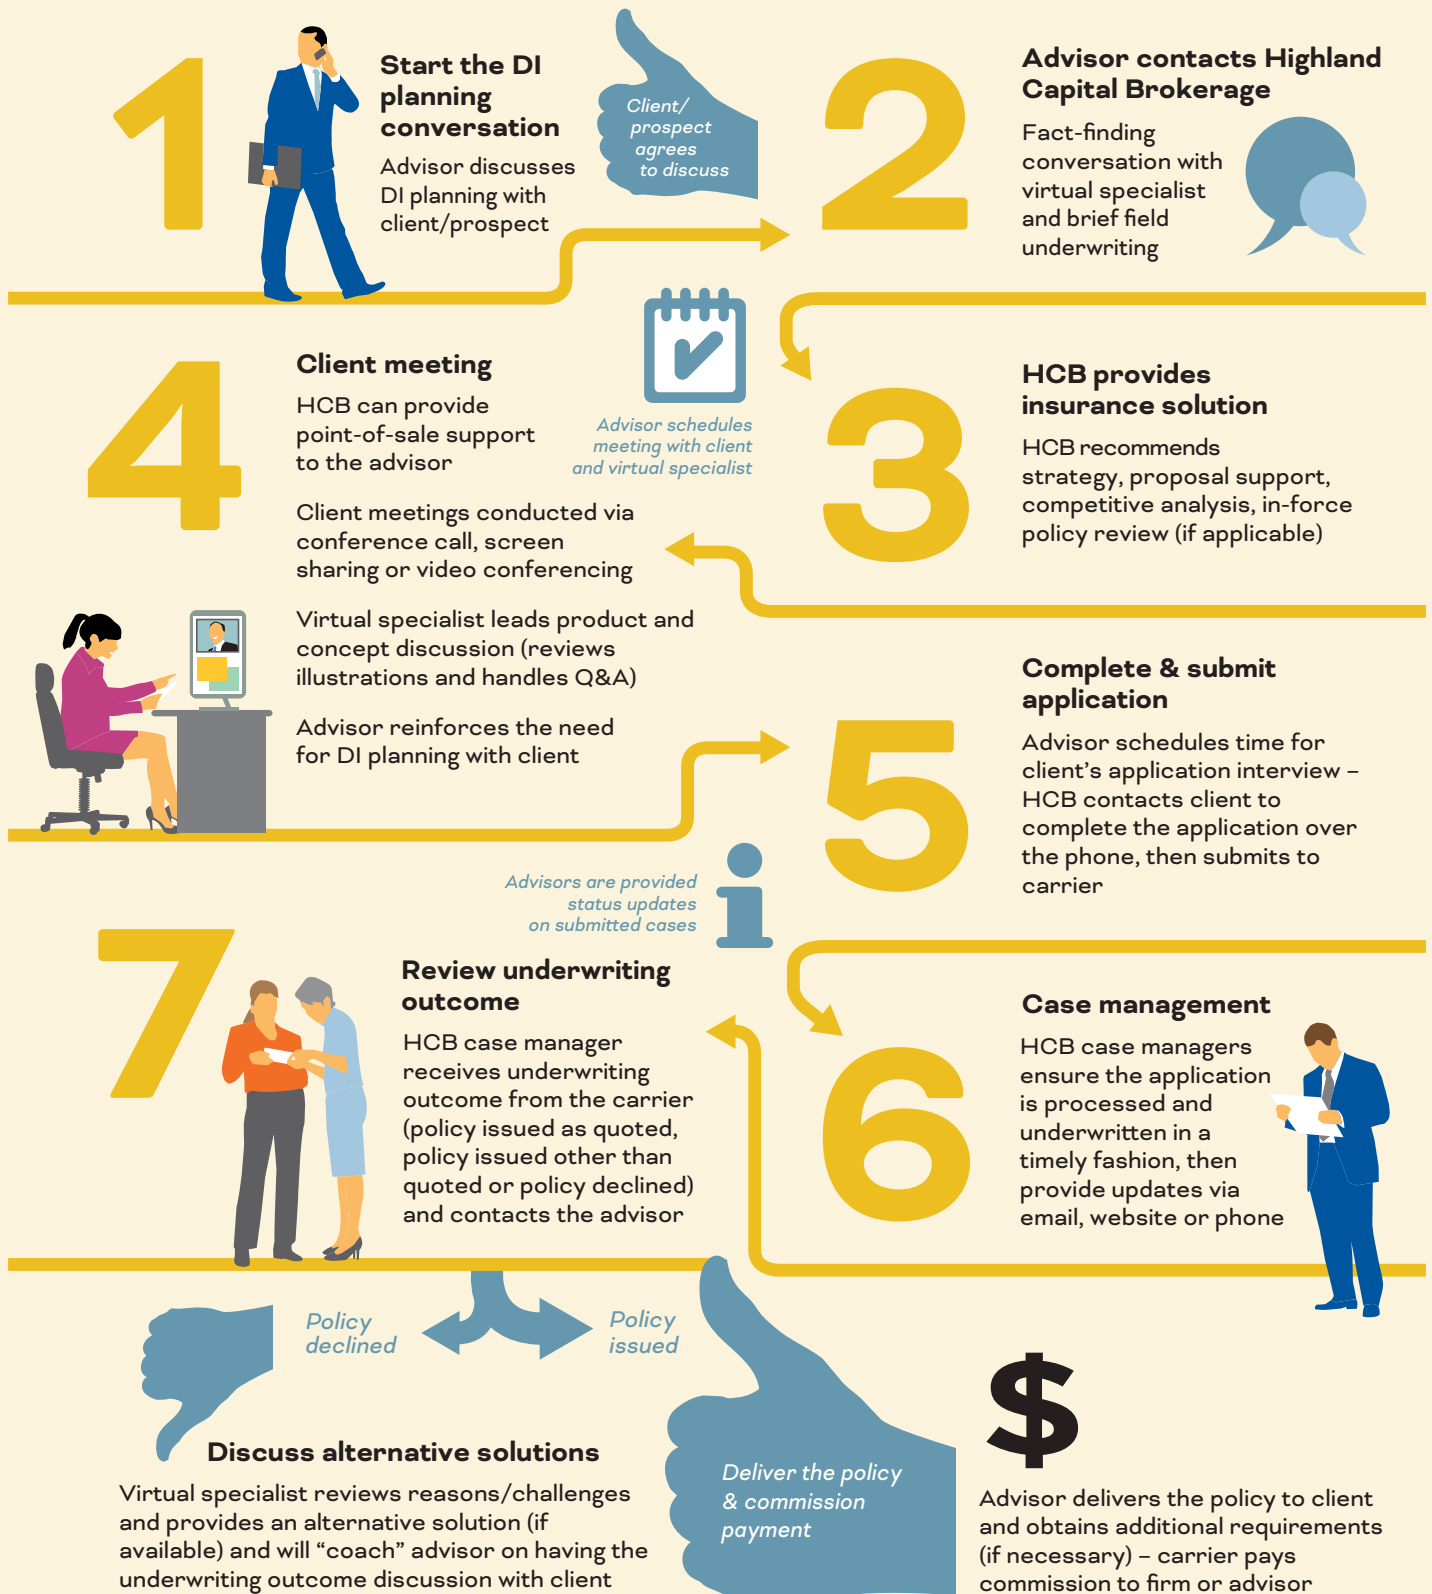 1
Start the DI
planning
conversation
Advisor discusses
DI planning with
client/prospect
Client/
prospect
agrees
to discuss
2
Advisor contacts Highland
Capital Brokerage
Fact-finding
conversation with
virtual specialist
and brief field
underwriting
3
HCB provides
insurance solution
HCB recommends
strategy, proposal support,
competitive analysis, in-force
policy review (if applicable)
Advisor schedules
meeting with client
and virtual specialist
4
Client meeting
HCB can provide
point-of-sale support
to the advisor
Client meetings conducted via
conference call, screen
sharing or video conferencing
Virtual specialist leads product and
concept discussion (reviews
illustrations and handles Q&A)
Advisor reinforces the need
for DI planning with client
5
Complete & submit
application
Advisor schedules time for
client's application interview –
HCB contacts client to
complete the application over
the phone, then submits to
carrier
Advisors are provided
status updates
on submitted cases
6
Case management
HCB case managers
ensure the application
is processed and
underwritten in a
timely fashion, then
provide updates via
email, website or phone
7
Review underwriting
outcome
HCB case manager
receives underwriting
outcome from the carrier
(policy issued as quoted,
policy issued other than
quoted or policy declined)
and contacts the advisor
Policy
declined
Policy
issued
Discuss alternative solutions
Virtual specialist reviews reasons/challenges
and provides an alternative solution (if
available) and will “coach” advisor on having the
underwriting outcome discussion with client
Deliver the policy
& commission
payment
$
Advisor delivers the policy to client
and obtains additional requirements
(if necessary) – carrier pays
commission to firm or advisor